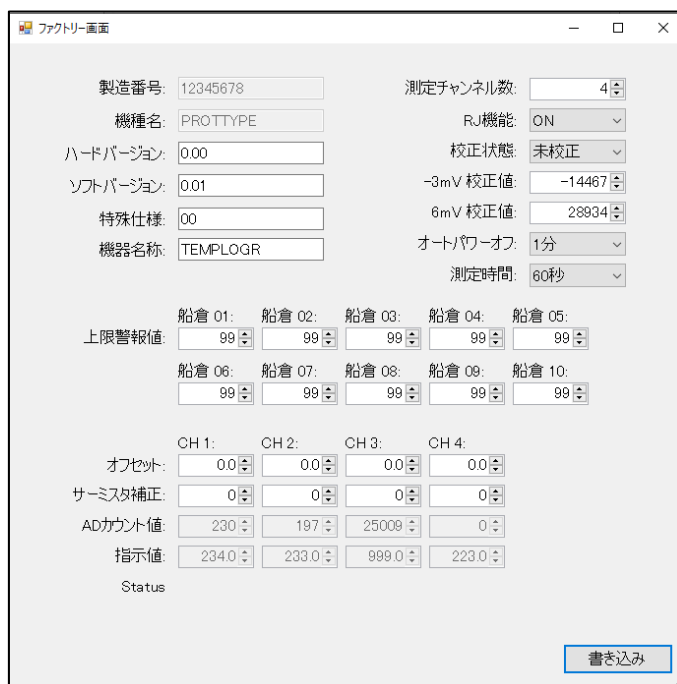 ファクトリー画面
製造番号: 12345678
機種名: PROTTYPE
ハードバージョン: 0.00
ソフトバージョン: 0.01
特殊仕様: 00
機器名称: TEMPLOGR
測定チャンネル数: 4
RJ機能: ON
校正状態: 未校正
-3mV 校正値: -14467
6mV 校正値: 28934
オートパワーオフ: 1分
測定時間: 60秒
船倉 01: 船倉 02: 船倉 03: 船倉 04: 船倉 05:
上限警報値: 99 99 99 99 99
船倉 06: 船倉 07: 船倉 08: 船倉 09: 船倉 10:
99 99 99 99 99
CH 1: CH 2: CH 3: CH 4:
オフセット: 0.0 0.0 0.0 0.0
サーミスタ補正: 0 0 0 0
ADカウント値: 230 197 25009 0
指示値: 234.0 233.0 999.0 223.0
Status
書き込み